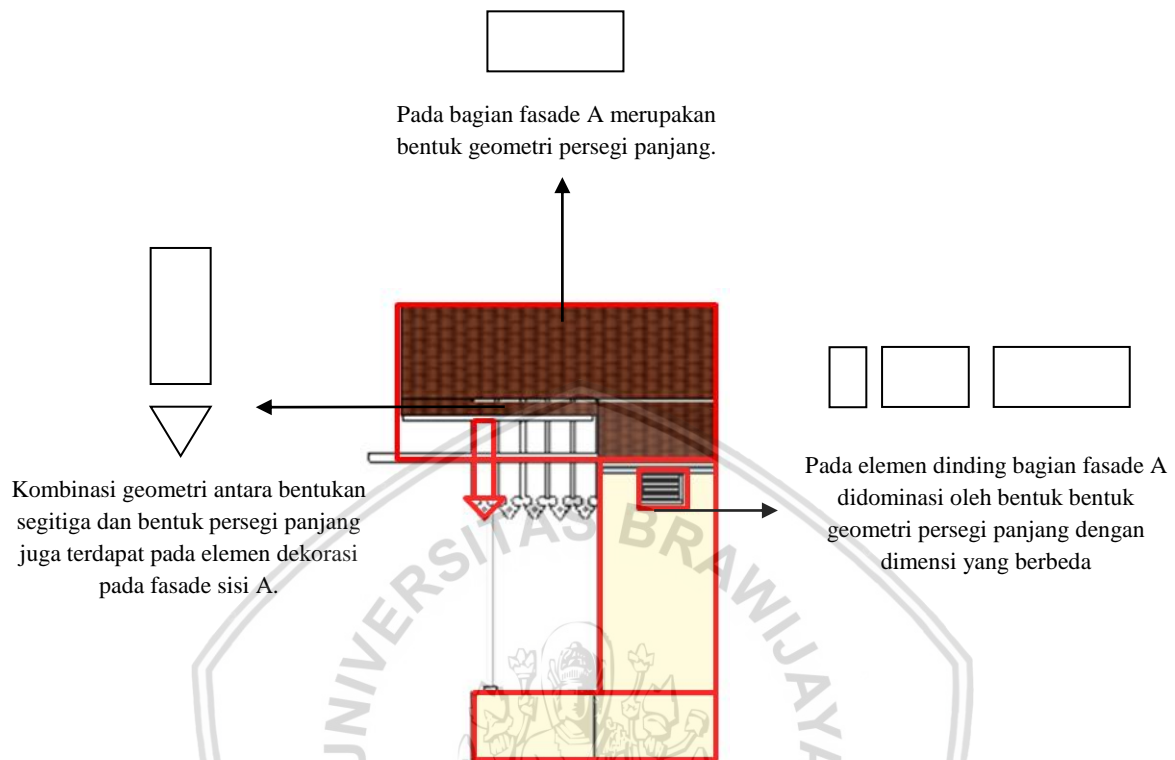 Pada bagian fasade A merupakan
bentuk geometri persegi panjang.
Kombinasi geometri antara bentukan
segitiga dan bentuk persegi panjang
juga terdapat pada elemen dekorasi
pada fasade sisi A.
Pada elemen dinding bagian fasade A
didominasi oleh bentuk bentuk
geometri persegi panjang dengan
dimensi yang berbeda
UNIVERSITAS BRAWIJAYA